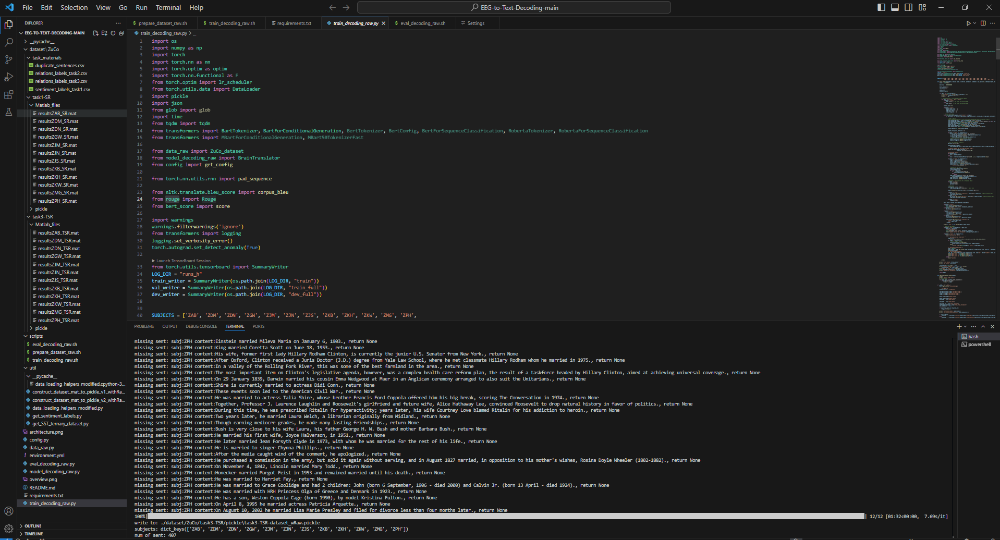 File Edit Selection View Go Run Terminal Help
EEG-to-Text-Decoding-main
EXPLORER
EEG-TO-TEXT-DECODING-MAIN
__pycache__
dataset\ZuCo
task_materials
duplicate_sentences.csv
relations_labels_task2.csv
relations_labels_task3.csv
sentiment_labels_task1.csv
task1-SR
Matlab_files
resultsZAB_SR.mat
resultsZDM_SR.mat
resultsZDN_SR.mat
resultsZGW_SR.mat
resultsZJM_SR.mat
resultsZJN_SR.mat
resultsZJS_SR.mat
resultsZKB_SR.mat
resultsZKH_SR.mat
resultsZKW_SR.mat
resultsZMG_SR.mat
resultsZPH_SR.mat
pickle
task3-TSR
Matlab_files
resultsZAB_TSR.mat
resultsZDM_TSR.mat
resultsZDN_TSR.mat
resultsZGW_TSR.mat
resultsZJM_TSR.mat
resultsZJN_TSR.mat
resultsZJS_TSR.mat
resultsZKB_TSR.mat
resultsZKH_TSR.mat
resultsZKW_TSR.mat
resultsZMG_TSR.mat
resultsZPH_TSR.mat
pickle
scripts
eval_decoding_raw.sh
prepare_dataset_raw.sh
train_decoding_raw.sh
util
__pycache__
data_loading_helpers_modified.cpython-3...
construct_dataset_mat_to_pickle_v1_withRa...
construct_dataset_mat_to_pickle_v2_withRa...
data_loading_helpers_modified.py
get_sentiment_labels.py
get_SST_ternary_dataset.py
architecture.png
config.py
data_raw.py
environment.yml
eval_decoding_raw.py
model_decoding_raw.py
overview.png
README.md
requirements.txt
train_decoding_raw.py
OUTLINE
TIMELINE
prepare_dataset_raw.sh train_decoding_raw.sh requirements.txt train_decoding_raw.py eval_decoding_raw.sh Settings
train_decoding_raw.py > ...
1 import os
2 import numpy as np
3 import torch
4 import torch.nn as nn
5 import torch.optim as optim
6 import torch.nn.functional as F
7 from torch.optim import lr_scheduler
8 from torch.utils.data import DataLoader
9 import pickle
10 import json
11 from glob import glob
12 import time
13 from tqdm import tqdm
14 from transformers import BartTokenizer, BartForConditionalGeneration, BertTokenizer, BertConfig, BertForSequenceClassification, RobertaTokenizer, RobertaForSequenceClassification
15 from transformers import MBartForConditionalGeneration, MBart50TokenizerFast
16
17 from data_raw import ZuCo_dataset
18 from model_decoding_raw import BrainTranslator
19 from config import get_config
20
21 from torch.nn.utils.rnn import pad_sequence
22
23 from nltk.translate.bleu_score import corpus_bleu
24 from rouge import Rouge
25 from bert_score import score
26
27 import warnings
28 warnings.filterwarnings('ignore')
29 from transformers import logging
30 logging.set_verbosity_error()
31 torch.autograd.set_detect_anomaly(True)
32
Launch TensorBoard Session
33 from torch.utils.tensorboard import SummaryWriter
34 LOG_DIR = "runs_h"
35 train_writer = SummaryWriter(os.path.join(LOG_DIR, "train"))
36 val_writer = SummaryWriter(os.path.join(LOG_DIR, "train_full"))
37 dev_writer = SummaryWriter(os.path.join(LOG_DIR, "dev_full"))
38
39
40 SUBJECTS = ['ZAB', 'ZDM', 'ZDN', 'ZGW', 'ZJM', 'ZJN', 'ZJS', 'ZKB', 'ZKH', 'ZKW', 'ZMG', 'ZPH',
PROBLEMS OUTPUT DEBUG CONSOLE TERMINAL PORTS
bash
powershell
missing sent: subj:ZPH content:Einstein married Mileva Maria on January 6, 1903., return None
missing sent: subj:ZPH content:King married Coretta Scott on June 18, 1953., return None
missing sent: subj:ZPH content:His wife, former first lady Hillary Rodham Clinton, is currently the junior U.S. Senator from New York., return None
missing sent: subj:ZPH content:After Oxford, Clinton received a Juris Doctor (J.D.) degree from Yale Law School, where he met classmate Hillary Rodham whom he married in 1975., return None
missing sent: subj:ZPH content:In a valley of the Rolling Fork River, this was some of the best farmland in the area., return None
missing sent: subj:ZPH content:The most important item on Clinton's legislative agenda, however, was a complex health care reform plan, the result of a taskforce headed by Hillary Clinton, aimed at achieving universal coverage., return None
missing sent: subj:ZPH content:On 29 January 1839, Darwin married his cousin Emma Wedgwood at Maer in an Anglican ceremony arranged to also suit the Unitarians., return None
missing sent: subj:ZPH content:Shire is currently married to actress Didi Conn., return None
missing sent: subj:ZPH content:These events soon led to the American Civil War., return None
missing sent: subj:ZPH content:He was married to actress Talia Shire, whose brother Francis Ford Coppola offered him his big break, scoring The Conversation in 1974., return None
missing sent: subj:ZPH content:Together, Professor J. Laurence Laughlin and Roosevelt's girlfriend and future wife, Alice Hathaway Lee, convinced Roosevelt to drop natural history in favor of politics., return None
missing sent: subj:ZPH content:During this time, he was prescribed Ritalin for hyperactivity; years later, his wife Courtney Love blamed Ritalin for his addiction to heroin., return None
missing sent: subj:ZPH content:Two years later, he married Laura Welch, a librarian originally from Midland., return None
missing sent: subj:ZPH content:Though earning mediocre grades, he made many lasting friendships., return None
missing sent: subj:ZPH content:Bush is very close to his wife Laura, his father George H. W. Bush and mother Barbara Bush., return None
missing sent: subj:ZPH content:He married his first wife, Joyce Halverson, in 1951., return None
missing sent: subj:ZPH content:He later married Jean Forsyth Clyde in 1973, with whom he was married for the rest of his life., return None
missing sent: subj:ZPH content:He is married to singer Chynna Phillips., return None
missing sent: subj:ZPH content:After the media caught wind of the comment, he apologized., return None
missing sent: subj:ZPH content:He purchased a commission in the army, but sold it again without serving, and in August 1827 married, in opposition to his mother's wishes, Rosina Doyle Wheeler (1802-1882)., return None
missing sent: subj:ZPH content:On November 4, 1842, Lincoln married Mary Todd., return None
missing sent: subj:ZPH content:Honecker married Margot Feist in 1953 and remained married until his death., return None
missing sent: subj:ZPH content:He was married to Harriet Fay., return None
missing sent: subj:ZPH content:He was married to Grace Coolidge and had 2 children: John (born 6 September, 1906 - died 2000) and Calvin Jr. (born 13 April - died 1924)., return None
missing sent: subj:ZPH content:He was married with HRH Princess Olga of Greece and Denmark in 1923., return None
missing sent: subj:ZPH content:He has a son, Weston Coppola Cage (born 1990), by model Kristina Fulton., return None
missing sent: subj:ZPH content:On April 8, 1995 he married actress Patricia Arquette., return None
missing sent: subj:ZPH content:On August 10, 2002 he married Lisa Marie Presley and filed for divorce less than four months later., return None
100%| | 12/12 [01:32<00:00, 7.69s/it]
write to: ./dataset/ZuCo/task3-TSR/pickle\task3-TSR-dataset_wRaw.pickle
subjects: dict_keys(['ZAB', 'ZDM', 'ZDN', 'ZGW', 'ZJM', 'ZJN', 'ZJS', 'ZKB', 'ZKH', 'ZKW', 'ZMG', 'ZPH'])
num of sent: 407